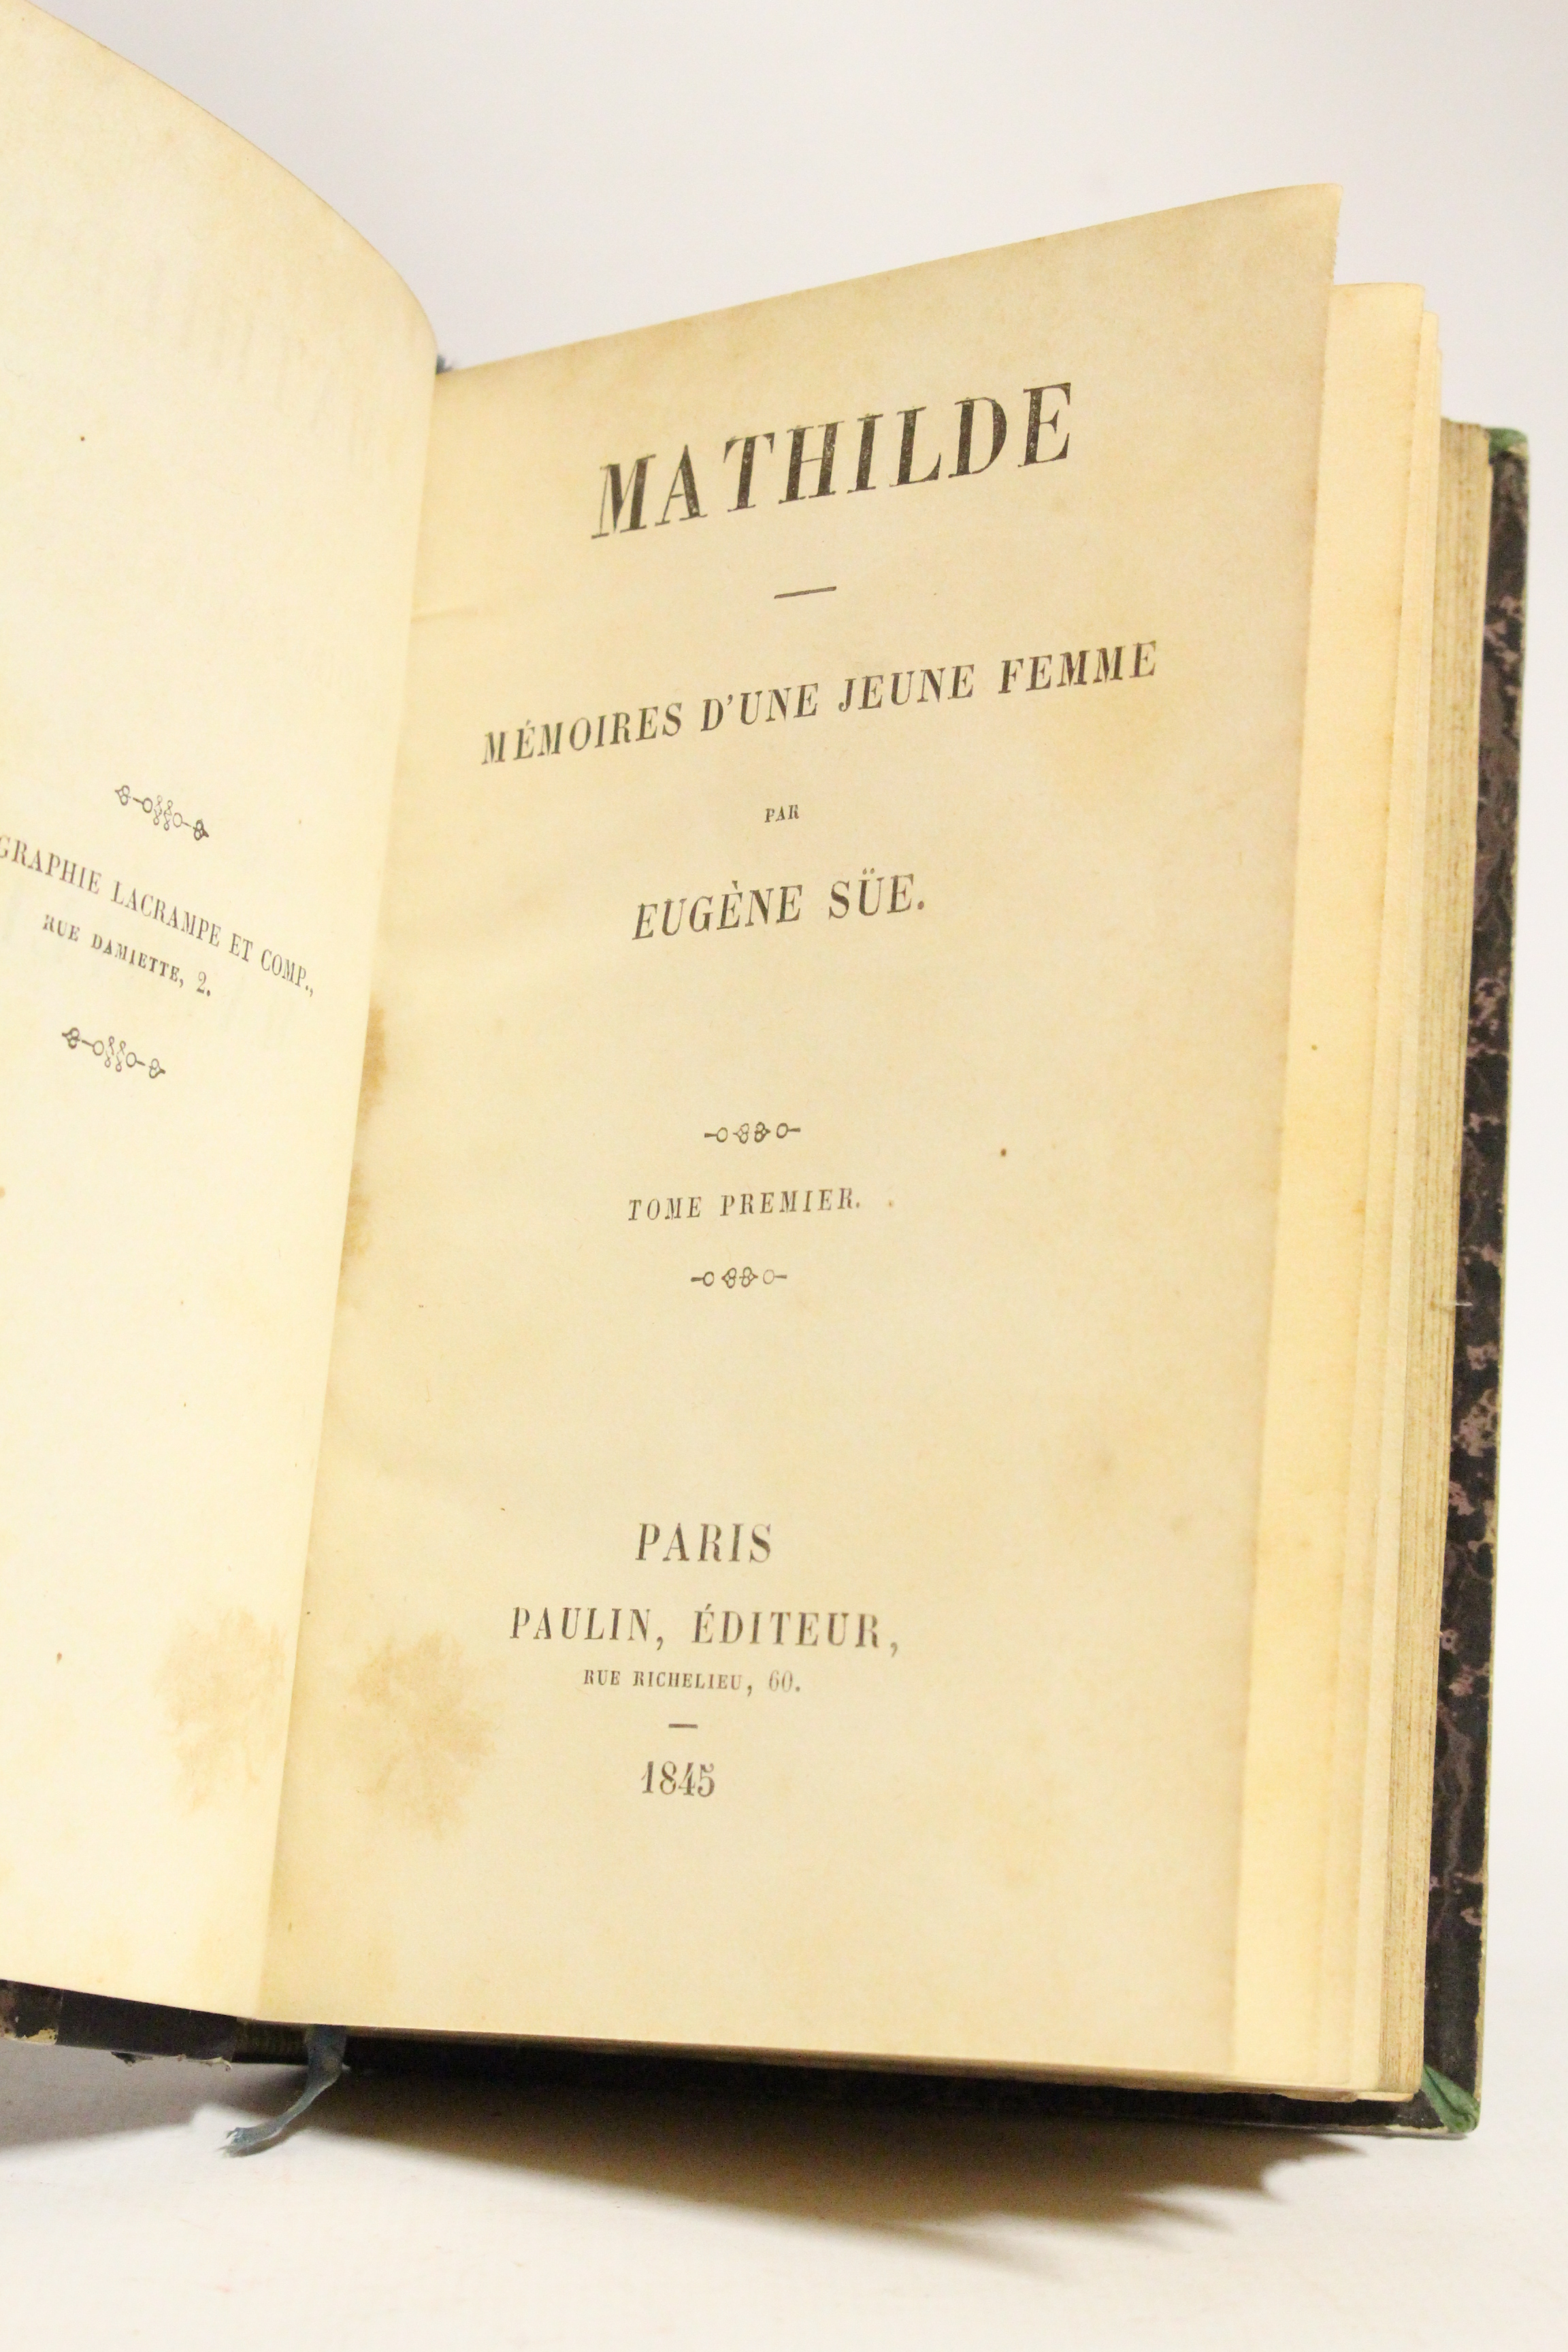 GRAPHIE LACRAMPE ET COMP.,
RUE DAMIETTE, 2.
MATHILDE
MÉMOIRES D'UNE JEUNE FEMME
PAR
EUGÈNE SÜE.
TOME PREMIER.
PARIS
PAULIN, ÉDITEUR,
RUE RICHELIEU, 60.
1845